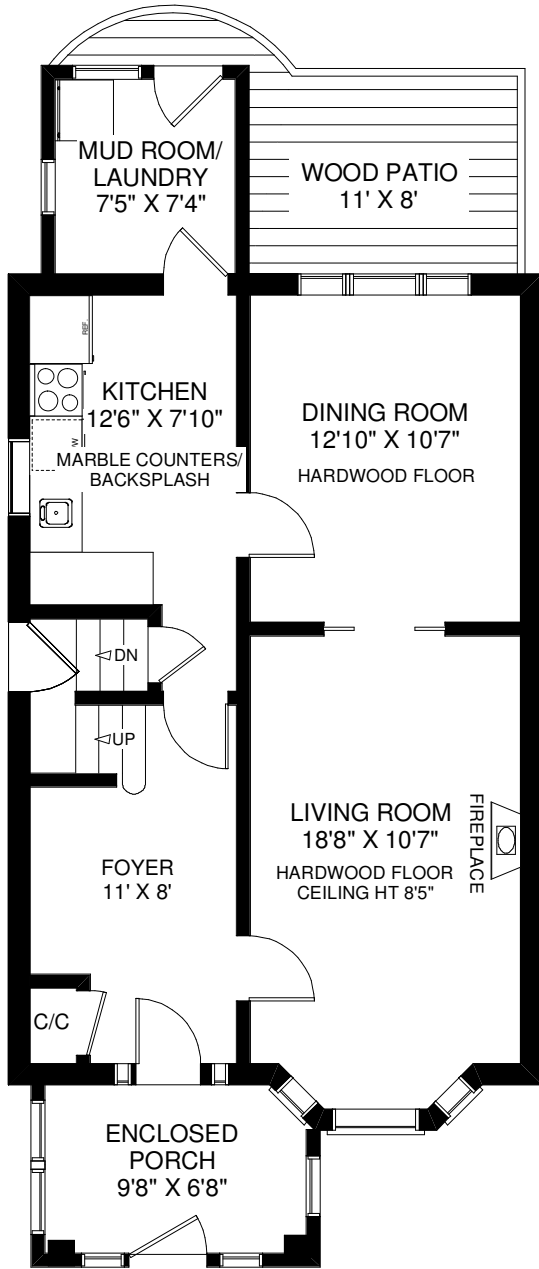 MUD ROOM/
LAUNDRY
7'5" X 7'4"
WOOD PATIO
11' X 8'
REF.
KITCHEN
12'6" X 7'10"
W
MARBLE COUNTERS/
BACKSPLASH
DINING ROOM
12'10" X 10'7"
HARDWOOD FLOOR
DN
UP
LIVING ROOM
18'8" X 10'7"
HARDWOOD FLOOR
CEILING HT 8'5"
FIREPLACE
FOYER
11' X 8'
C/C
ENCLOSED
PORCH
9'8" X 6'8"